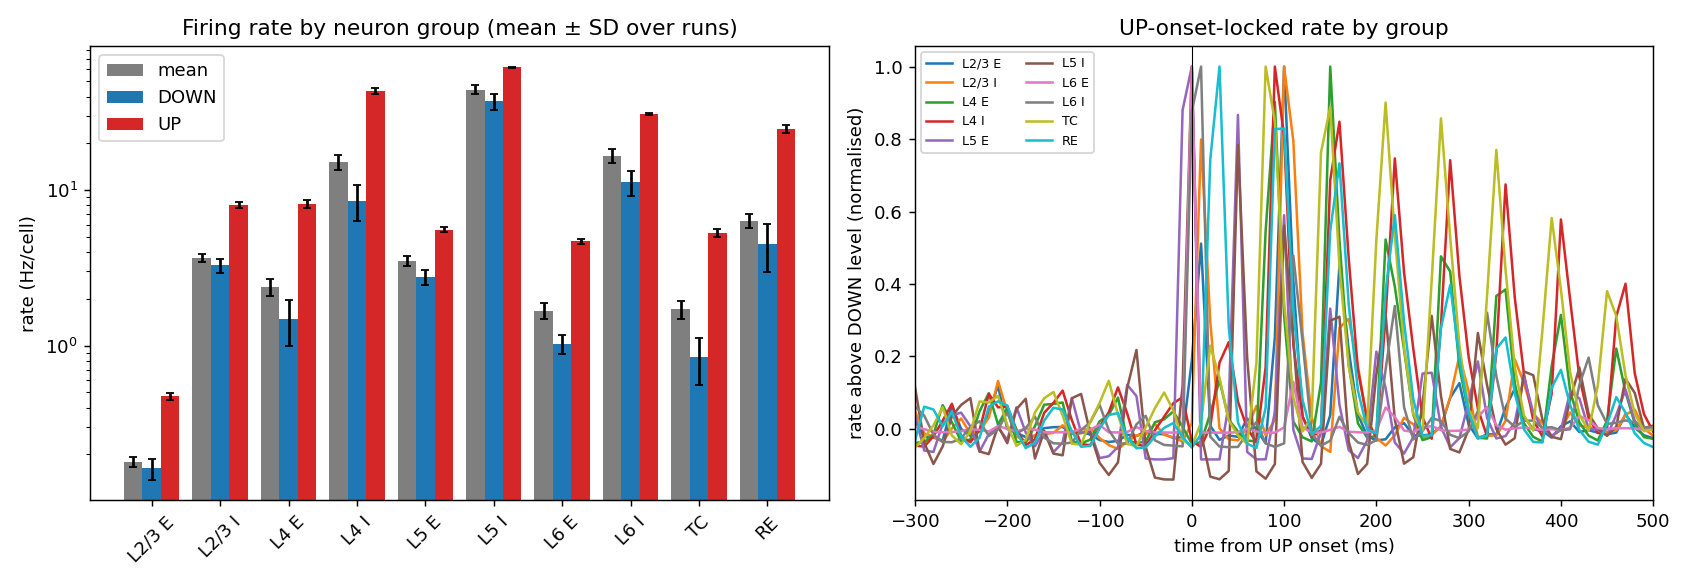 Firing rate by neuron group (mean ± SD over runs)
mean
DOWN
UP
rate (Hz/cell)
10¹
10⁰
L2/3 E
L2/3 I
L4 E
L4 I
L5 E
L5 I
L6 E
L6 I
TC
RE
UP-onset-locked rate by group
L2/3 E
L2/3 I
L4 E
L4 I
L5 E
L5 I
L6 E
L6 I
TC
RE
rate above DOWN level (normalised)
1.0
0.8
0.6
0.4
0.2
0.0
−300
−200
−100
0
100
200
300
400
500
time from UP onset (ms)